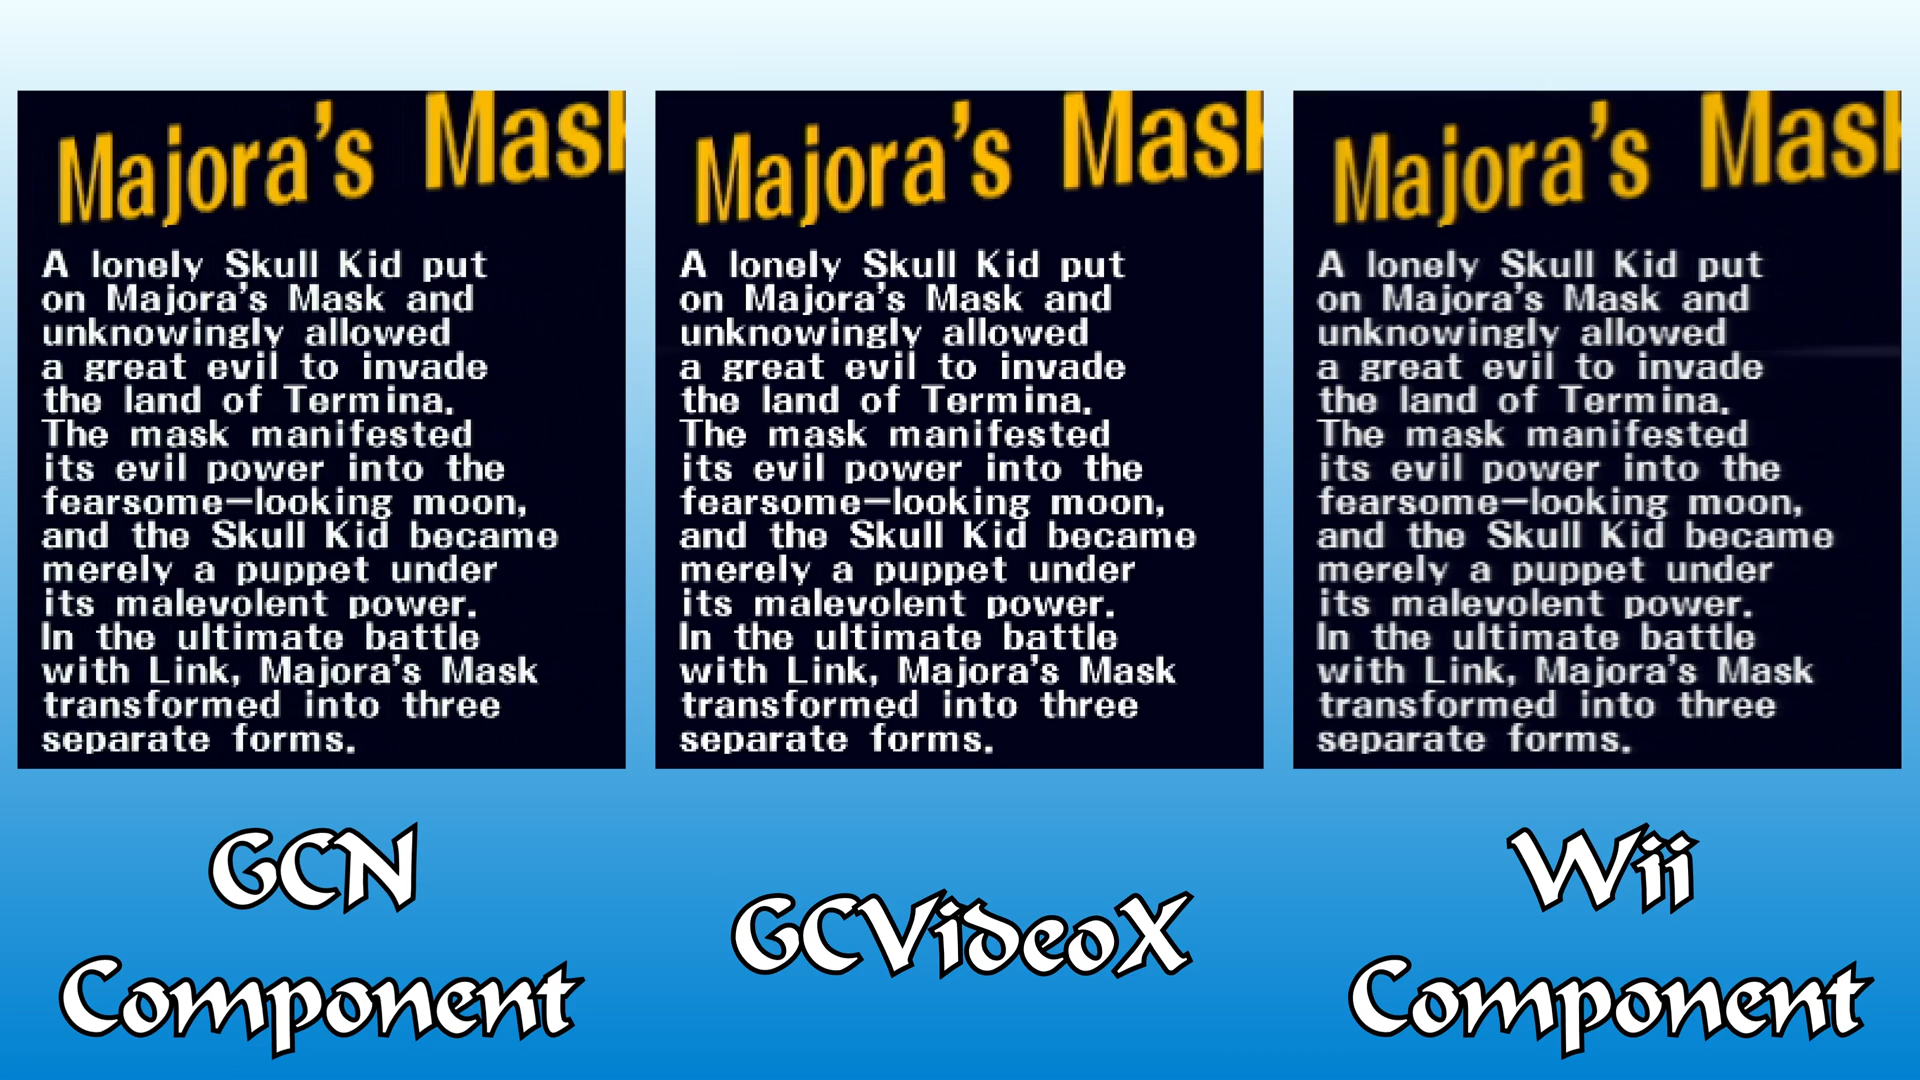 Majora's Mask
A lonely Skull Kid put
on Majora's Mask and
unknowingly allowed
a great evil to invade
the land of Termina.
The mask manifested
its evil power into the
fearsome—looking moon,
and the Skull Kid became
merely a puppet under
its malevolent power.
In the ultimate battle
with Link, Majora's Mask
transformed into three
separate forms.
GCN
Component
Majora's Mask
A lonely Skull Kid put
on Majora's Mask and
unknowingly allowed
a great evil to invade
the land of Termina.
The mask manifested
its evil power into the
fearsome—looking moon,
and the Skull Kid became
merely a puppet under
its malevolent power.
In the ultimate battle
with Link, Majora's Mask
transformed into three
separate forms.
GCVideoX
Majora's Mask
A lonely Skull Kid put
on Majora's Mask and
unknowingly allowed
a great evil to invade
the land of Termina.
The mask manifested
its evil power into the
fearsome—looking moon,
and the Skull Kid became
merely a puppet under
its malevolent power.
In the ultimate battle
with Link, Majora's Mask
transformed into three
separate forms.
Wii
Component